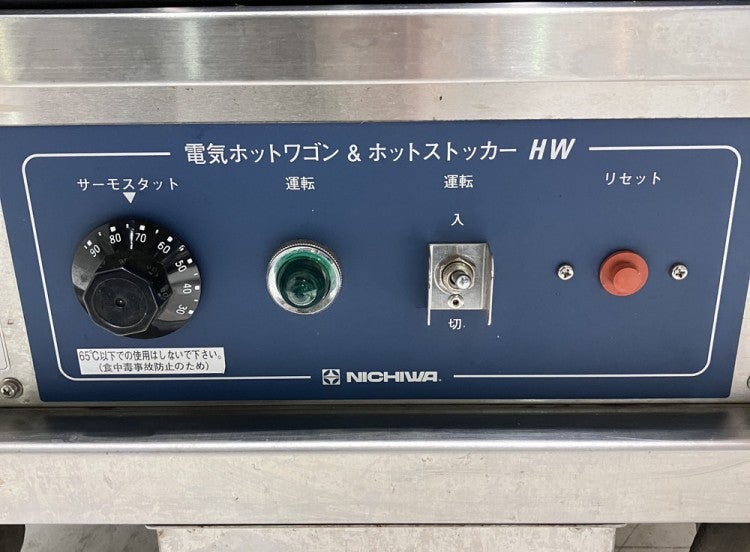 電気ホットワゴン & ホットストッカー HW
サーモスタット
運転
運転
リセット
入
90 80 70 60 50 40 30
切
65℃以下での使用はしないで下さい。
(食中毒事故防止のため)
NICHIWA